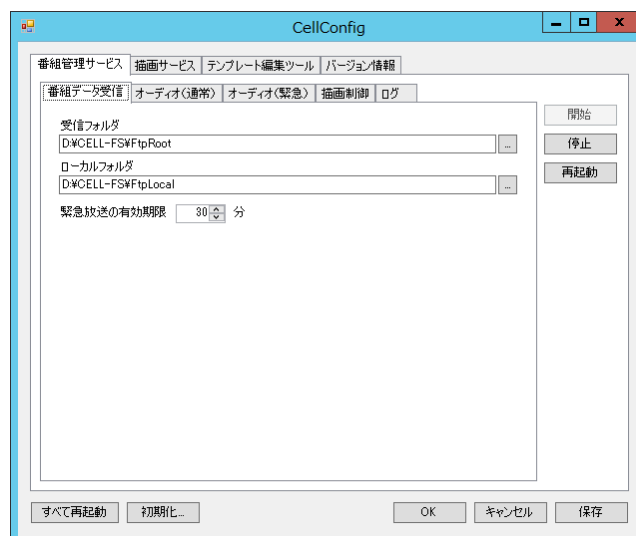 CellConfig
番組管理サービス 描画サービス テンプレート編集ツール バージョン情報
番組データ受信 オーディオ(通常) オーディオ(緊急) 描画制御 ログ
開始
受信フォルダ
D:¥CELL-FS¥FtpRoot ...
停止
ローカルフォルダ
再起動
D:¥CELL-FS¥FtpLocal ...
緊急放送の有効期限 30 分
すべて再起動 初期化... OK キャンセル 保存